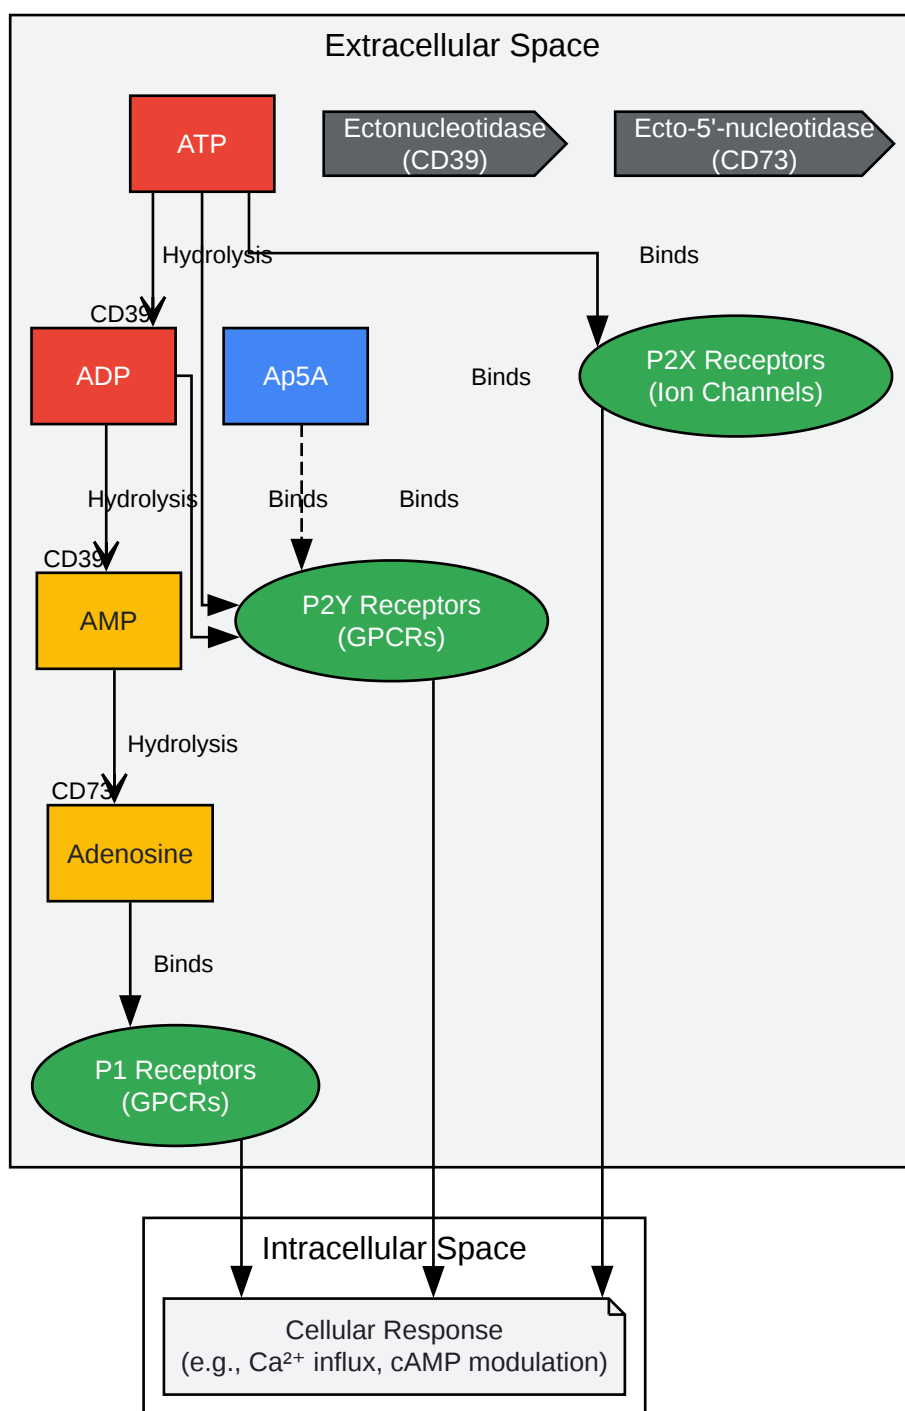 Extracellular Space
ATP
Ectonucleotidase
(CD39)
Ecto-5'-nucleotidase
(CD73)
Hydrolysis
Binds
CD39
ADP
Ap5A
Binds
P2X Receptors
(Ion Channels)
Hydrolysis
Binds
Binds
CD39
AMP
P2Y Receptors
(GPCRs)
Hydrolysis
CD73
Adenosine
Binds
P1 Receptors
(GPCRs)
Intracellular Space
Cellular Response
(e.g., Ca²⁺ influx, cAMP modulation)